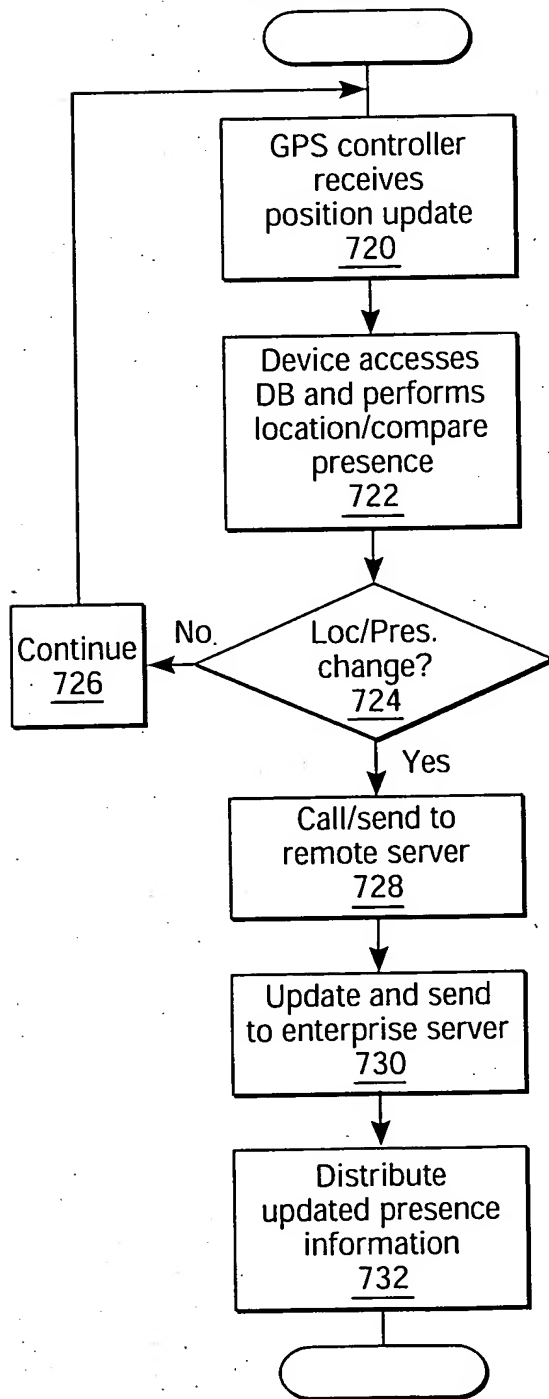 GPS controller
receives
position update
720
Device accesses
DB and performs
location/compare
presence
722
Loc/Pres.
change?
724
No
Continue
726
Yes
Call/send to
remote server
728
Update and send
to enterprise server
730
Distribute
updated presence
information
732